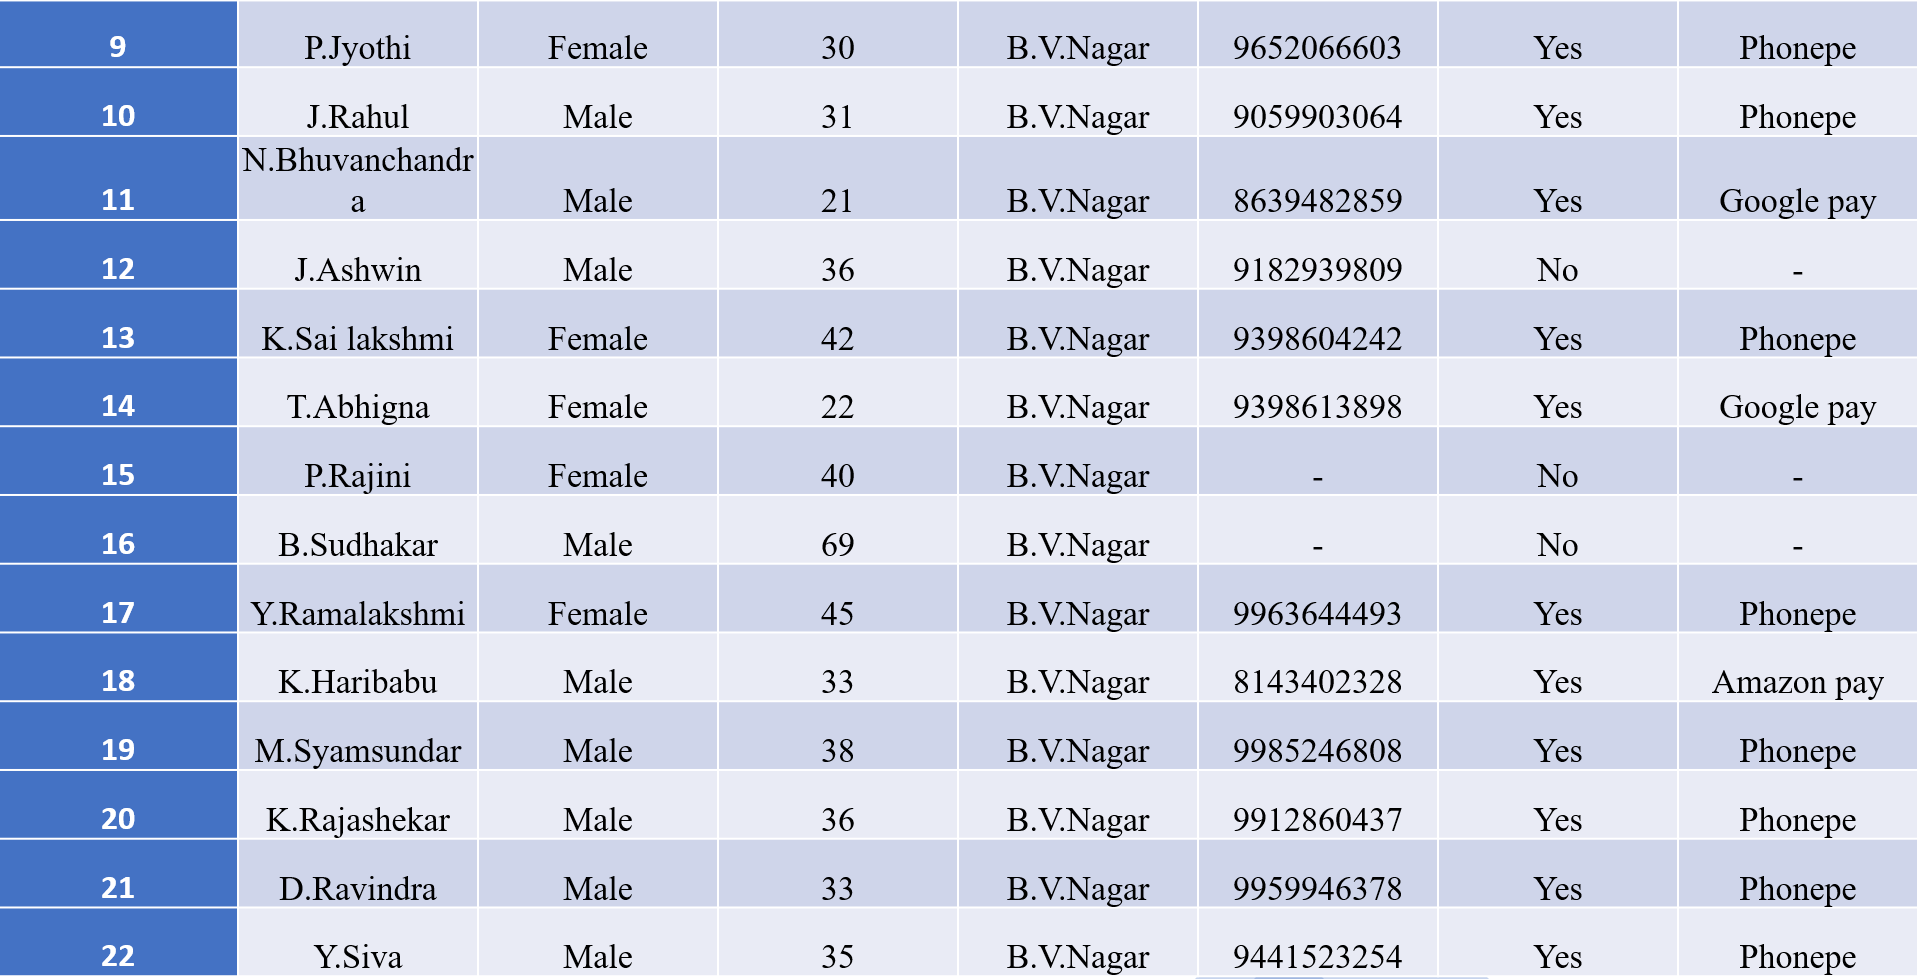 9 P.Jyothi Female 30 B.V.Nagar 9652066603 Yes Phonepe
10 J.Rahul Male 31 B.V.Nagar 9059903064 Yes Phonepe
N.Bhuvanchandr
11 a Male 21 B.V.Nagar 8639482859 Yes Google pay
12 J.Ashwin Male 36 B.V.Nagar 9182939809 No -
13 K.Sai lakshmi Female 42 B.V.Nagar 9398604242 Yes Phonepe
14 T.Abhigna Female 22 B.V.Nagar 9398613898 Yes Google pay
15 P.Rajini Female 40 B.V.Nagar - No -
16 B.Sudhakar Male 69 B.V.Nagar - No -
17 Y.Ramalakshmi Female 45 B.V.Nagar 9963644493 Yes Phonepe
18 K.Haribabu Male 33 B.V.Nagar 8143402328 Yes Amazon pay
19 M.Syamsundar Male 38 B.V.Nagar 9985246808 Yes Phonepe
20 K.Rajashekar Male 36 B.V.Nagar 9912860437 Yes Phonepe
21 D.Ravindra Male 33 B.V.Nagar 9959946378 Yes Phonepe
22 Y.Siva Male 35 B.V.Nagar 9441523254 Yes Phonepe